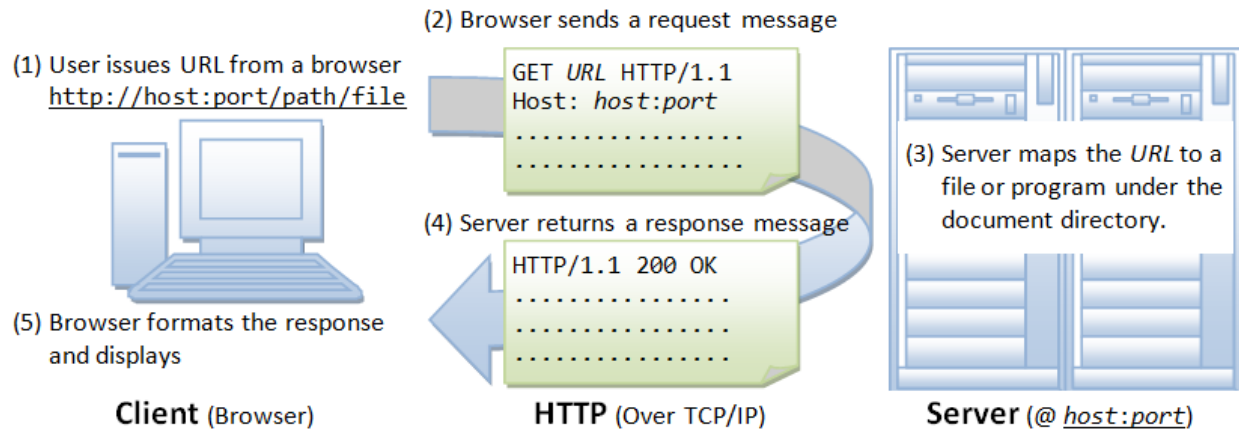 (1) User issues URL from a browser
http://host:port/path/file
(2) Browser sends a request message
GET URL HTTP/1.1
Host: host:port
..................
..................
(3) Server maps the URL to a
file or program under the
document directory.
(4) Server returns a response message
HTTP/1.1 200 OK
.................
.................
.................
(5) Browser formats the response
and displays
Client (Browser)
HTTP (Over TCP/IP)
Server (@ host:port)